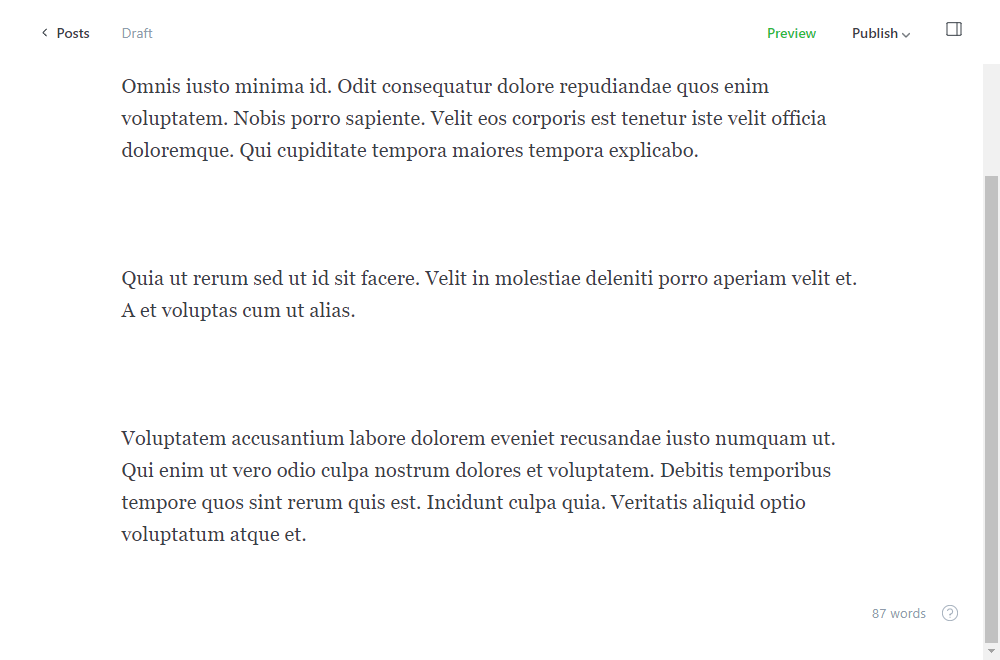 Posts Draft Preview Publish
Omnis iusto minima id. Odit consequatur dolore repudiandae quos enim
voluptatem. Nobis porro sapiente. Velit eos corporis est tenetur iste velit officia
doloremque. Qui cupiditate tempora maiores tempora explicabo.
Quia ut rerum sed ut id sit facere. Velit in molestiae deleniti porro aperiam velit et.
A et voluptas cum ut alias.
Voluptatem accusantium labore dolorem eveniet recusandae iusto numquam ut.
Qui enim ut vero odio culpa nostrum dolores et voluptatem. Debitis temporibus
tempore quos sint rerum quis est. Incidunt culpa quia. Veritatis aliquid optio
voluptatum atque et.
87 words ?